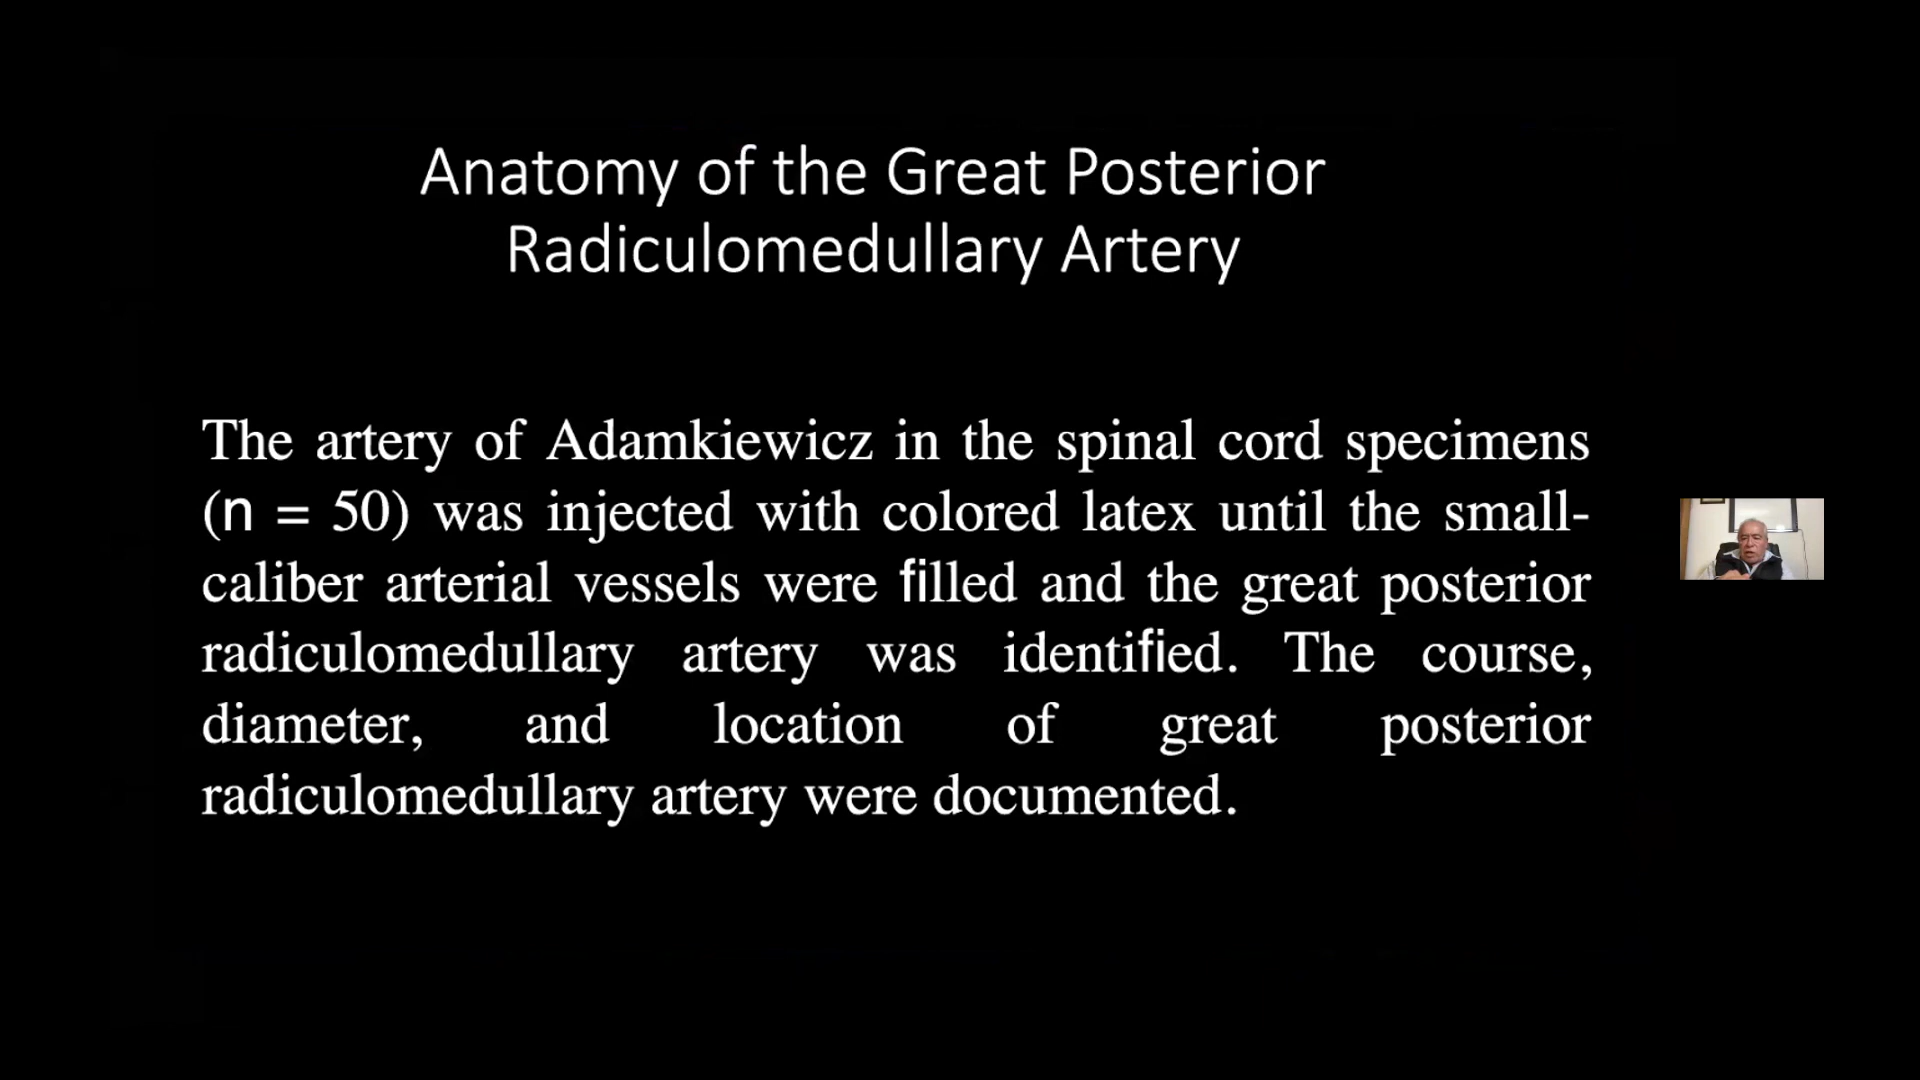 Anatomy of the Great Posterior
Radiculomedullary Artery
The artery of Adamkiewicz in the spinal cord specimens
(n = 50) was injected with colored latex until the small-
caliber arterial vessels were filled and the great posterior
radiculomedullary artery was identified. The course,
diameter, and location of great posterior
radiculomedullary artery were documented.